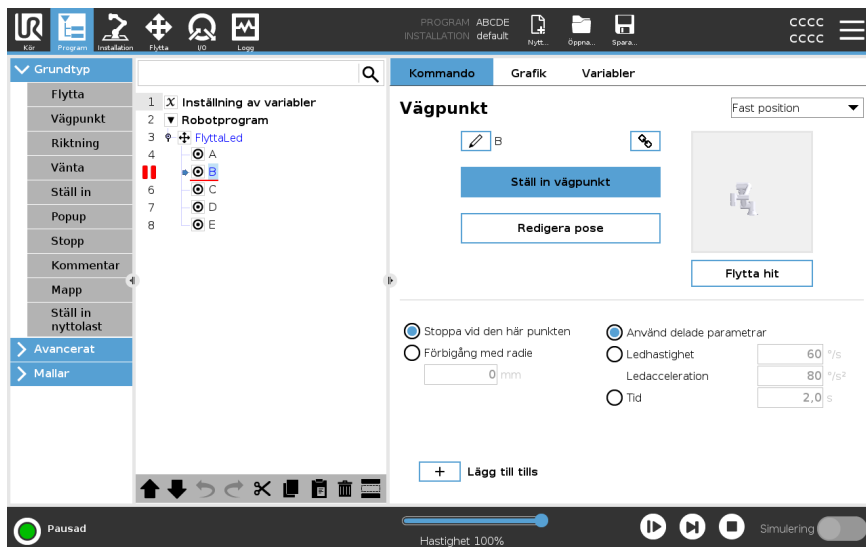 UR
PROGRAM ABCDE
INSTALLATION default
CCCC
CCCC
Kör Program Installation Flytta I/O Logg Nytt... Öppna... Spara...
Grundtyp
Flytta
Vägpunkt
Riktning
Vänta
Ställ in
Popup
Stopp
Kommentar
Mapp
Ställ in
nyttolast
Avancerat
Mallar
1 X Inställning av variabler
2 Robotprogram
3 FlyttaLed
4 A
B
6 C
7 D
8 E
Kommando Grafik Variabler
Vägpunkt
Fast position
B
Ställ in vägpunkt
Redigera pose
Flytta hit
Stoppa vid den här punkten
Förbigång med radie
0 mm
Använd delade parametrar
Ledhastighet 60 °/s
Ledacceleration 80 °/s²
Tid 2,0 s
+ Lägg till tills
Pausad
Hastighet 100%
Simulering